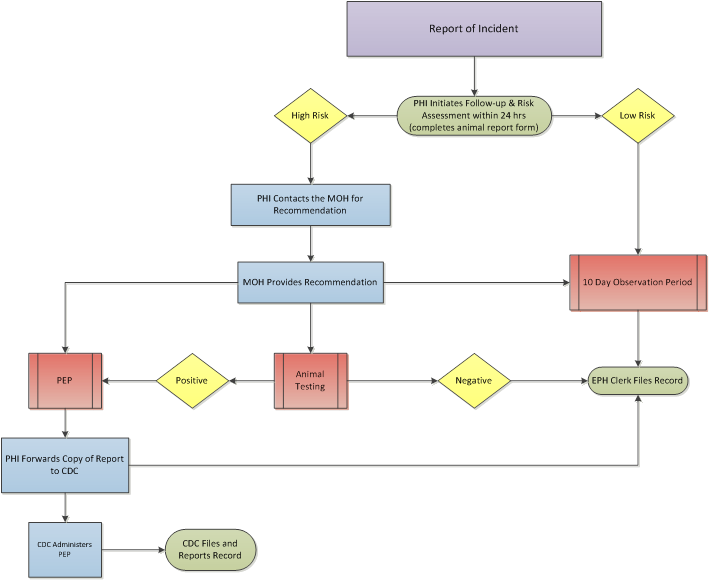 Report of Incident
PHI Initiates Follow-up & Risk
Assessment within 24 hrs
(completes animal report form)
High Risk
Low Risk
PHI Contacts the MOH for
Recommendation
MOH Provides Recommendation
10 Day Observation Period
PEP
Positive
Animal
Testing
Negative
EPH Clerk Files Record
PHI Forwards Copy of Report
to CDC
CDC Administers
PEP
CDC Files and
Reports Record